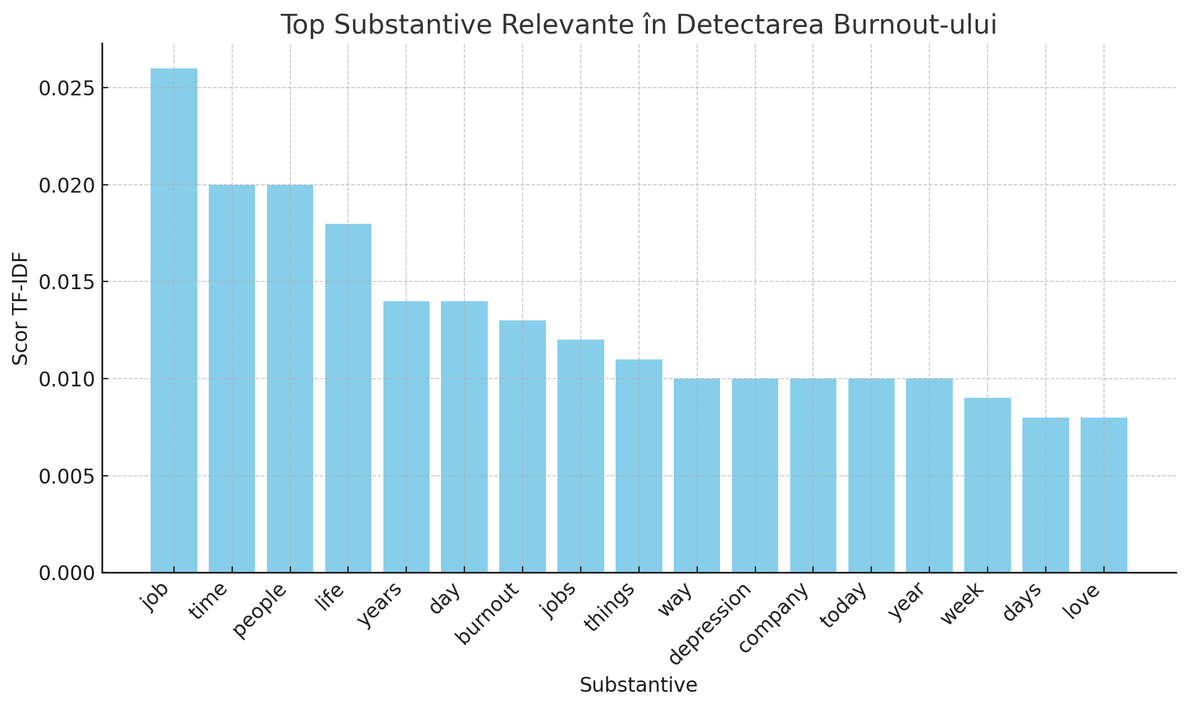 Top Substantive Relevante în Detectarea Burnout-ului
Scor TF-IDF
0.025
0.020
0.015
0.010
0.005
0.000
job
time
people
life
years
day
burnout
jobs
things
way
depression
company
today
year
week
days
love
Substantive